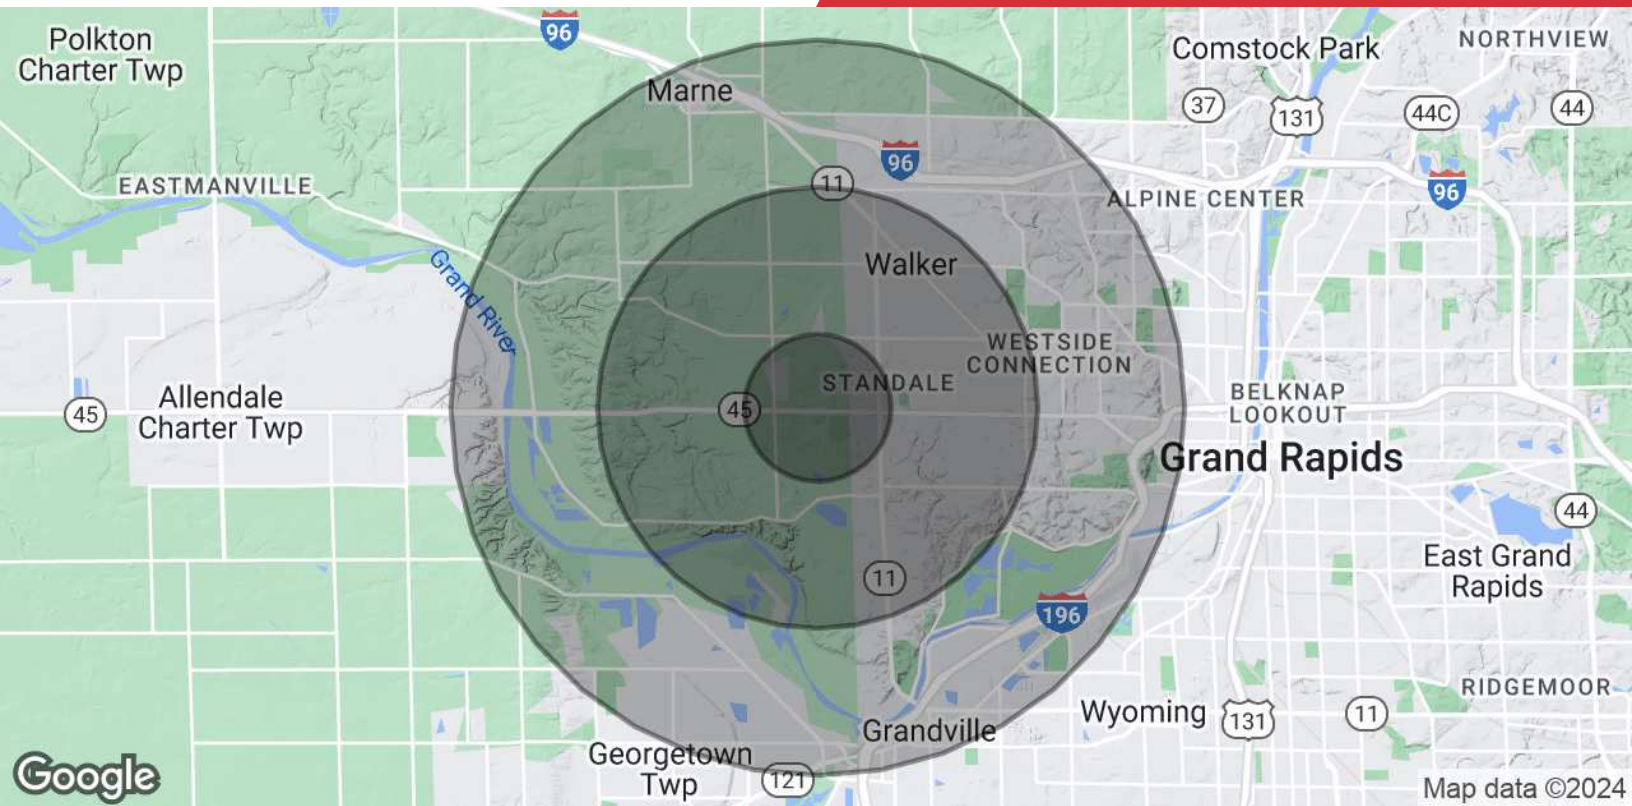 96
Polkton
Charter Twp
Comstock Park
NORTHVIEW
Marne
37
131
44C
44
96
11
96
EASTMANVILLE
ALPINE CENTER
Walker
Grand River
WESTSIDE
CONNECTION
STANDALE
45
Allendale
Charter Twp
45
BELKNAP
LOOKOUT
Grand Rapids
44
East Grand
Rapids
11
196
RIDGEMOOR
Wyoming
131
11
Grandville
Georgetown
Twp
121
Google
Map data ©2024